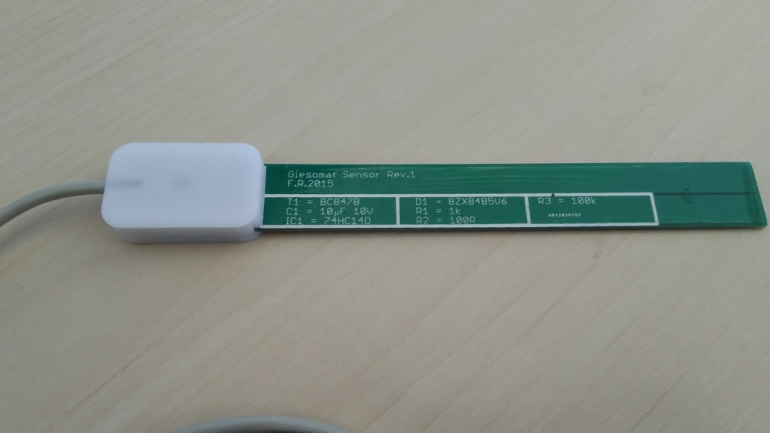 Giesomat Sensor Rev.1
F.R.2015
T1 = BC847B
C1 = 10µF 10V
IC1 = 74HC14D
D1 = BZX84B5V6
R1 = 1k
R2 = 100R
R3 = 100k